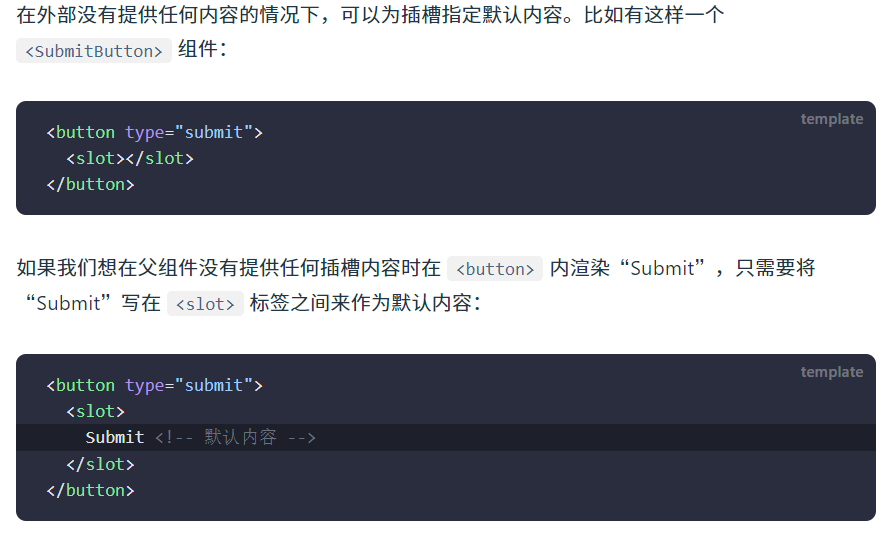 在外部没有提供任何内容的情况下，可以为插槽指定默认内容。比如有这样一个
<SubmitButton> 组件：
template
<button type="submit">
  <slot></slot>
</button>
如果我们想在父组件没有提供任何插槽内容时在 <button> 内渲染“Submit”，只需要将
“Submit”写在 <slot> 标签之间来作为默认内容：
template
<button type="submit">
  <slot>
    Submit <!-- 默认内容 -->
  </slot>
</button>